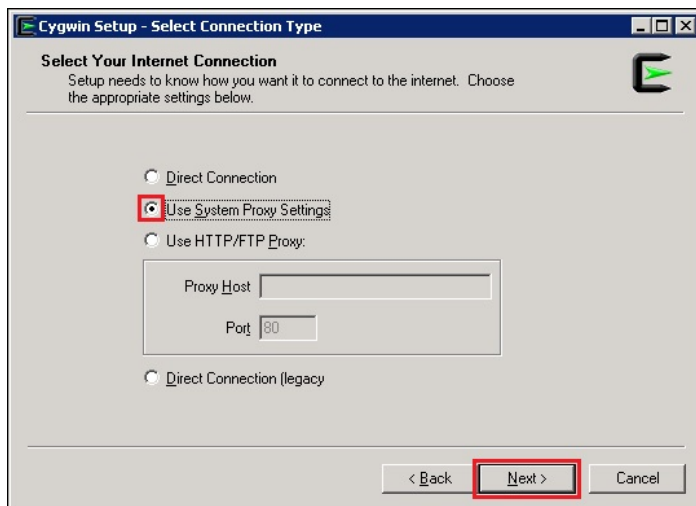 Cygwin Setup - Select Connection Type
Select Your Internet Connection
Setup needs to know how you want it to connect to the internet. Choose
the appropriate settings below.
Direct Connection
Use System Proxy Settings
Use HTTP/FTP Proxy:
Proxy Host
Port 80
Direct Connection (legacy
< Back Next > Cancel